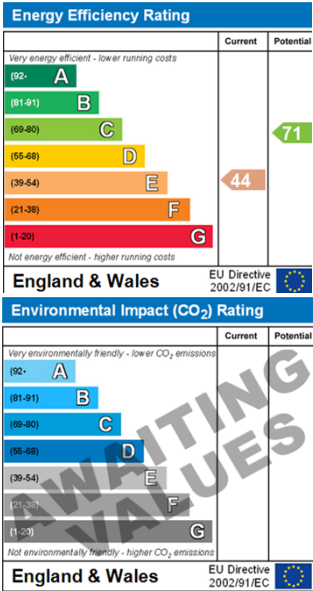 Energy Efficiency Rating
Current Potential
Very energy efficient - lower running costs
(92- A
(81-91) B
(69-80) C
71
(55-68) D
(39-54) E
44
(21-38) F
(1-20) G
Not energy efficient - higher running costs
England & Wales
EU Directive
2002/91/EC
Environmental Impact (CO2) Rating
Current Potential
Very environmentally friendly - lower CO2 emissions
(92- A
(81-91) B
(69-80) C
(55-68) D
(39-54) E
(21-38) F
(1-20) G
AWAITING
VALUES
Not environmentally friendly - higher CO2 emissions
England & Wales
EU Directive
2002/91/EC